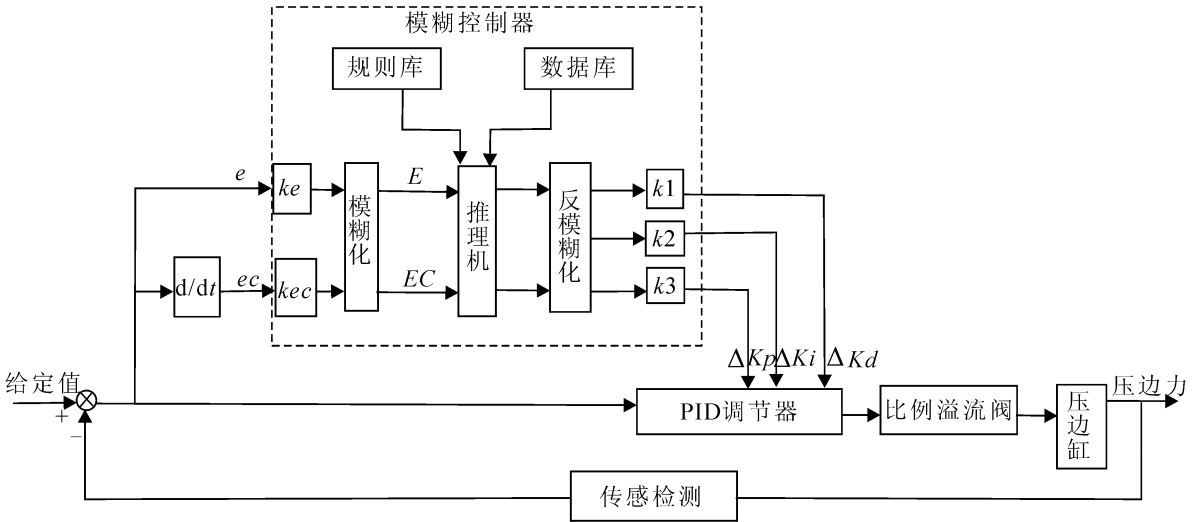 模糊控制器
规则库
数据库
e
ke
模糊化
E
推理机
反模糊化
k1
k2
k3
d/dt
ec
kec
EC
ΔKp
ΔKi
ΔKd
给定值
+
−
PID调节器
比例溢流阀
压边缸
压边力
传感检测